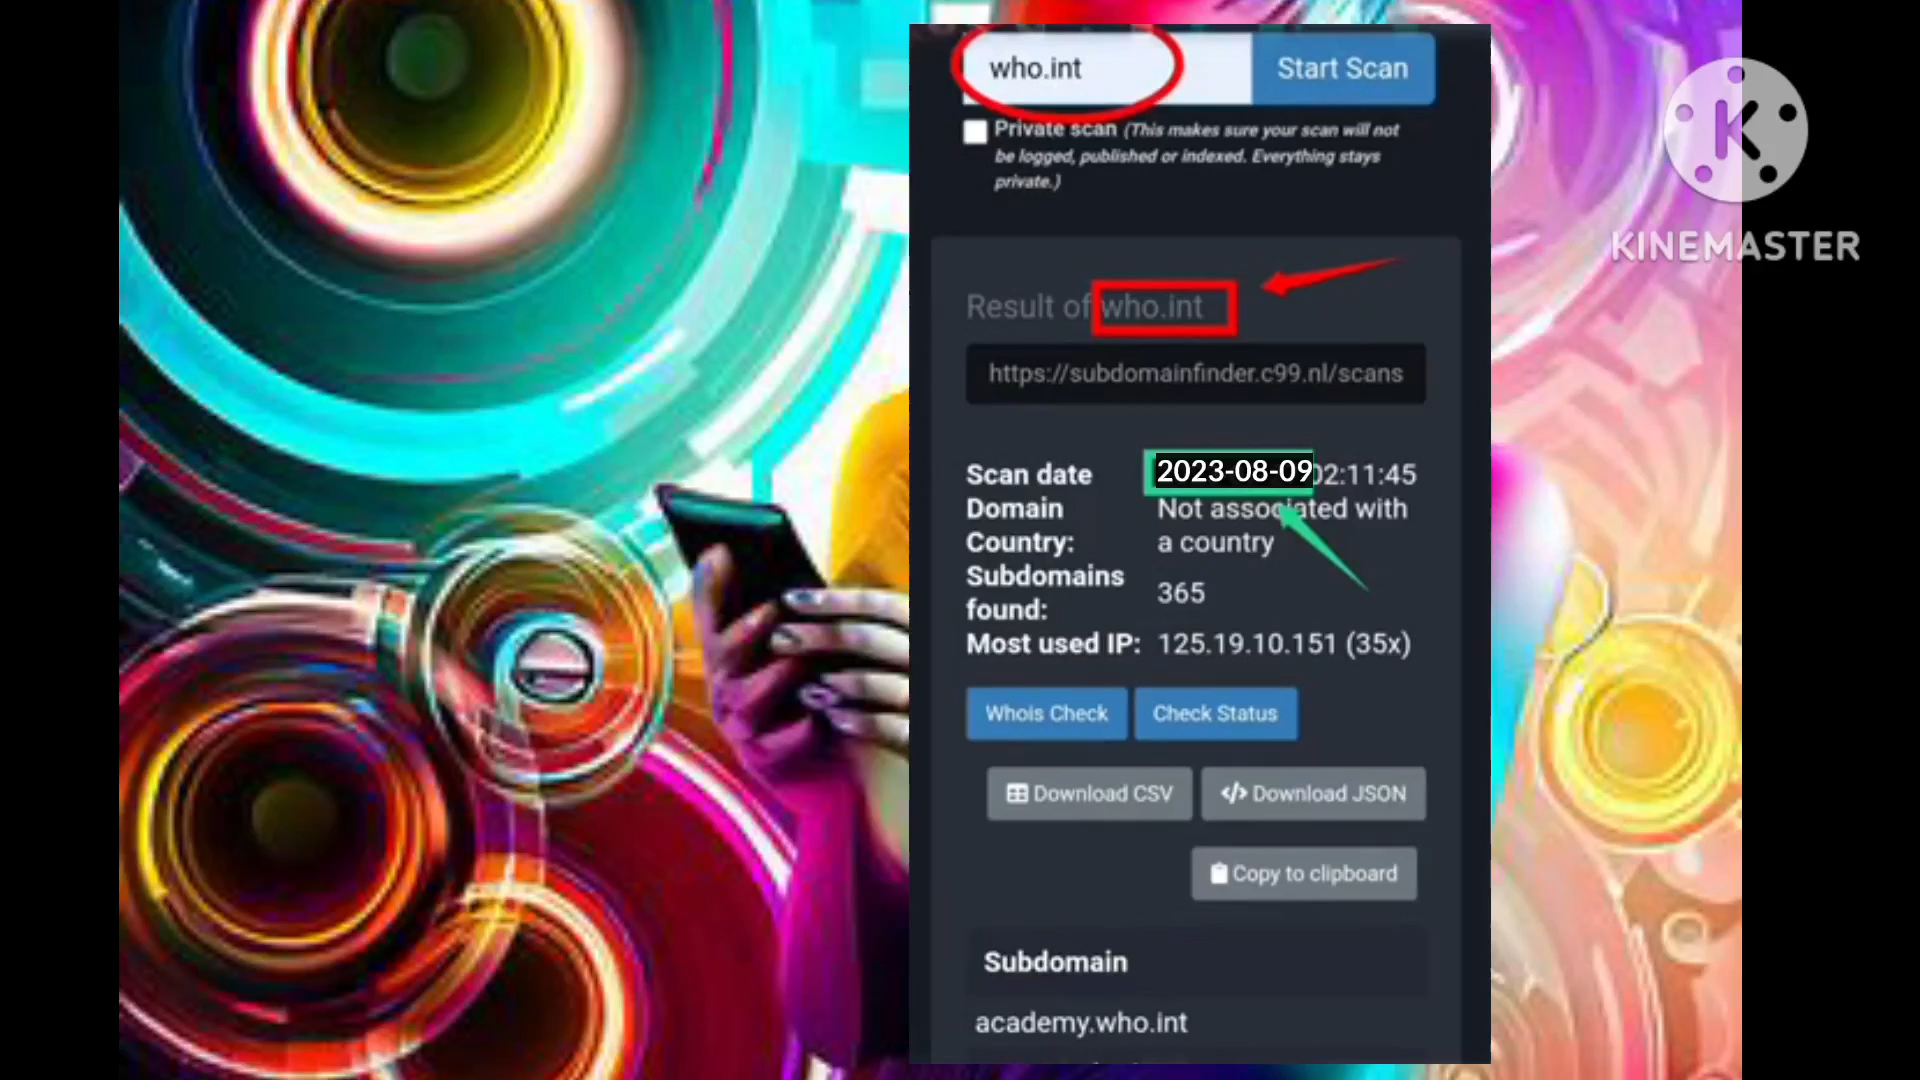 who.int
Start Scan
Private scan (This makes sure your scan will not
be logged, published or indexed. Everything stays
private.)
KINEMASTER
Result of who.int
https://subdomainfinder.c99.nl/scans
Scan date 2023-08-09 02:11:45
Domain Not associated with
Country: a country
Subdomains
found: 365
Most used IP: 125.19.10.151 (35x)
Whois Check Check Status
Download CSV </> Download JSON
Copy to clipboard
Subdomain
academy.who.int